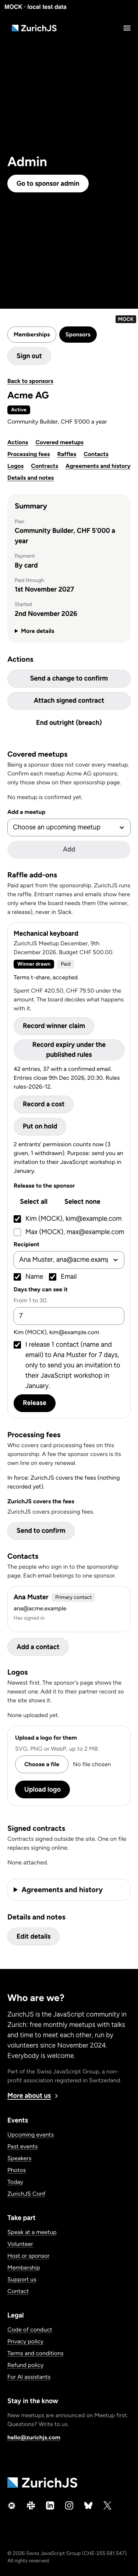 MOCK · local test data
ZurichJS
Admin
Go to sponsor admin
MOCK
Memberships
Sponsors
Sign out
Back to sponsors
Acme AG
Active
Community Builder, CHF 5'000 a year
Actions
Covered meetups
Processing fees
Raffles
Contacts
Logos
Contracts
Agreements and history
Details and notes
Summary
Plan
Community Builder, CHF 5'000 a
year
Payment
By card
Paid through
1st November 2027
Started
2nd November 2026
More details
Actions
Send a change to confirm
Attach signed contract
End outright (breach)
Covered meetups
Being a sponsor does not cover every meetup.
Confirm each meetup Acme AG sponsors;
only those show on their sponsorship page.
No meetup is confirmed yet.
Add a meetup
Choose an upcoming meetup
Add
Raffle add-ons
Paid apart from the sponsorship. ZurichJS runs
the raffle. Entrant names and emails show here
only where the board needs them (the winner,
at a release), never in Slack.
Mechanical keyboard
ZurichJS Meetup December, 9th
December 2026. Budget CHF 500.00.
Winner drawn
Paid
Terms t-share, accepted.
Spent CHF 420.50, CHF 79.50 under the
amount. The board decides what happens
with it.
Record winner claim
Record expiry under the
published rules
42 entries, 37 with a confirmed email.
Entries close 9th Dec 2026, 20:30. Rules
rules-2026-12.
Record a cost
Put on hold
2 entrants' permission counts now (3
given, 1 withdrawn). Purpose: send you an
invitation to their JavaScript workshop in
January.
Release to the sponsor
Select all
Select none
Kim (MOCK), kim@example.com
Max (MOCK), max@example.com
Recipient
Ana Muster, ana@acme.examp
Name
Email
Days they can see it
From 1 to 30.
7
Kim (MOCK), kim@example.com
I release 1 contact (name and
email) to Ana Muster for 7 days,
only to send you an invitation to
their JavaScript workshop in
January.
Release
Processing fees
Who covers card processing fees on this
sponsorship. A fee the sponsor covers is its
own line on every renewal.
In force: ZurichJS covers the fees (nothing
recorded yet).
ZurichJS covers the fees
ZurichJS covers processing fees.
Send to confirm
Contacts
The people who sign in to the sponsorship
page. Each email belongs to one sponsor.
Ana Muster
Primary contact
ana@acme.example
Has signed in
Add a contact
Logos
Newest first. The sponsor's page shows the
newest one. Add it to their partner record so
the site shows it.
None uploaded yet.
Upload a logo for them
SVG, PNG or WebP, up to 2 MB.
Choose a file
No file chosen
Upload logo
Signed contracts
Contracts signed outside the site. One on file
replaces signing online.
None attached.
Agreements and history
Details and notes
Edit details
Who are we?
ZurichJS is the JavaScript community in
Zurich: free monthly meetups with talks
and time to meet each other, run by
volunteers since November 2024.
Everybody is welcome.
Part of the Swiss JavaScript Group, a non-
profit association registered in Switzerland.
More about us
Events
Upcoming events
Past events
Speakers
Photos
Today
ZurichJS Conf
Take part
Speak at a meetup
Volunteer
Host or sponsor
Membership
Support us
Contact
Legal
Code of conduct
Privacy policy
Terms and conditions
Refund policy
For AI assistants
Stay in the know
New meetups are announced on Meetup first.
Questions? Write to us.
hello@zurichjs.com
ZurichJS
© 2026 Swiss JavaScript Group (CHE-255.581.547).
All rights reserved.